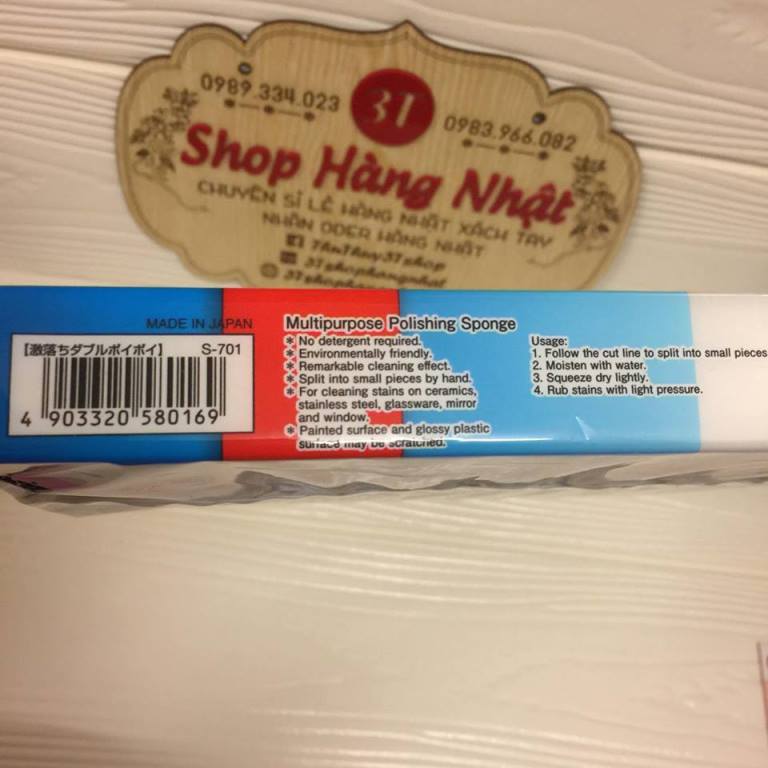 0989.334.023
3T
0983.966.082
Shop Hàng Nhật
CHUYÊN SỈ LẺ HÀNG NHẬT XÁCH TAY
NHẬN ODER HÀNG NHẬT
ThuThuy3Tshop
3Tshophangnhat
MADE IN JAPAN
【激落ちダブルポイポイ】 S-701
4 903320 580169
Multipurpose Polishing Sponge
* No detergent required.
* Environmentally friendly.
* Remarkable cleaning effect.
* Split into small pieces by hand.
* For cleaning stains on ceramics,
stainless steel, glassware, mirror
and window.
* Painted surface and glossy plastic
surface may be scratched.
Usage:
1. Follow the cut line to split into small pieces
2. Moisten with water.
3. Squeeze dry lightly.
4. Rub stains with light pressure.